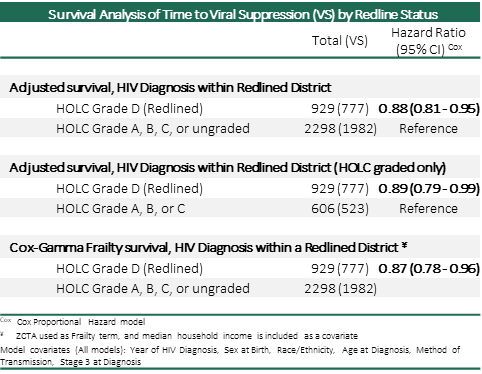 Survival Analysis of Time to Viral Suppression (VS) by Redline Status
Total (VS) Hazard Ratio (95% CI) Cox
Adjusted survival, HIV Diagnosis within Redlined District
HOLC Grade D (Redlined) 929 (777) 0.88 (0.81 - 0.95)
HOLC Grade A, B, C, or ungraded 2298 (1982) Reference
Adjusted survival, HIV Diagnosis within Redlined District (HOLC graded only)
HOLC Grade D (Redlined) 929 (777) 0.89 (0.79 - 0.99)
HOLC Grade A, B, or C 606 (523) Reference
Cox-Gamma Frailty survival, HIV Diagnosis within a Redlined District ¥
HOLC Grade D (Redlined) 929 (777) 0.87 (0.78 - 0.96)
HOLC Grade A, B, C, or ungraded 2298 (1982)
Cox Cox Proportional Hazard model
¥ ZCTA used as Frailty term, and median household income is included as a covariate
Model covariates (All models): Year of HIV Diagnosis, Sex at Birth, Race/Ethnicity, Age at Diagnosis, Method of
Transmission, Stage 3 at Diagnosis